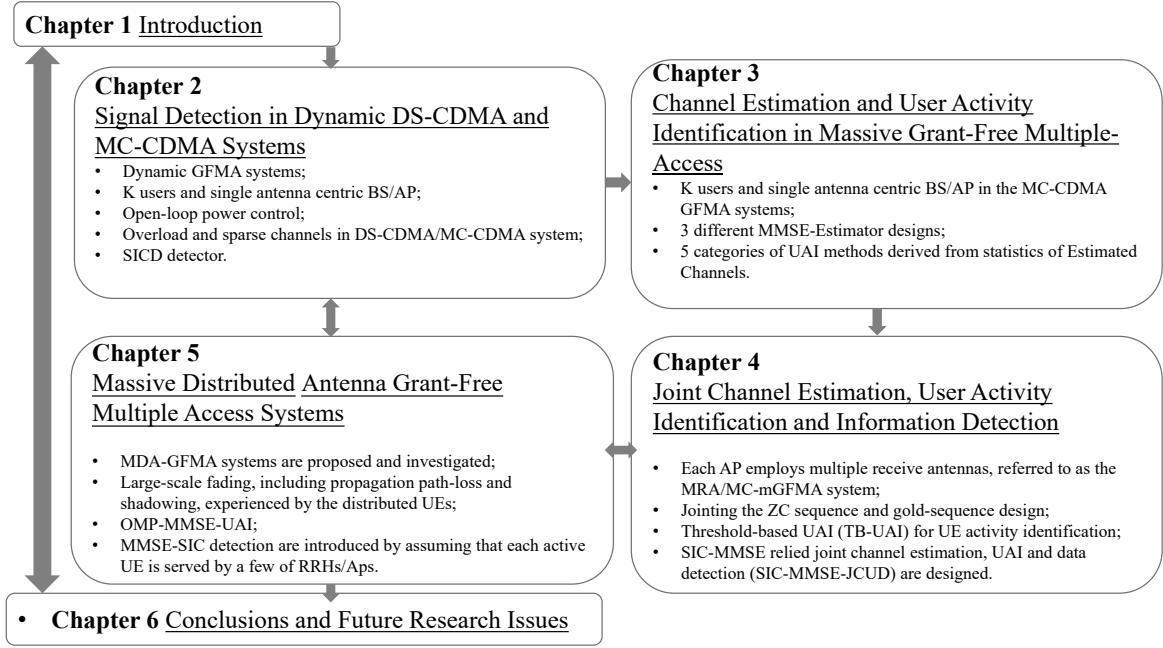 Chapter 1 Introduction
Chapter 2
Signal Detection in Dynamic DS-CDMA and
MC-CDMA Systems
• Dynamic GFMA systems;
• K users and single antenna centric BS/AP;
• Open-loop power control;
• Overload and sparse channels in DS-CDMA/MC-CDMA system;
• SICD detector.
Chapter 3
Channel Estimation and User Activity
Identification in Massive Grant-Free Multiple-
Access
• K users and single antenna centric BS/AP in the MC-CDMA
GFMA systems;
• 3 different MMSE-Estimator designs;
• 5 categories of UAI methods derived from statistics of Estimated
Channels.
Chapter 5
Massive Distributed Antenna Grant-Free
Multiple Access Systems
• MDA-GFMA systems are proposed and investigated;
• Large-scale fading, including propagation path-loss and
shadowing, experienced by the distributed UEs;
• OMP-MMSE-UAI;
• MMSE-SIC detection are introduced by assuming that each active
UE is served by a few of RRHs/Aps.
Chapter 4
Joint Channel Estimation, User Activity
Identification and Information Detection
• Each AP employs multiple receive antennas, referred to as the
MRA/MC-mGFMA system;
• Jointing the ZC sequence and gold-sequence design;
• Threshold-based UAI (TB-UAI) for UE activity identification;
• SIC-MMSE relied joint channel estimation, UAI and data
detection (SIC-MMSE-JCUD) are designed.
• Chapter 6 Conclusions and Future Research Issues